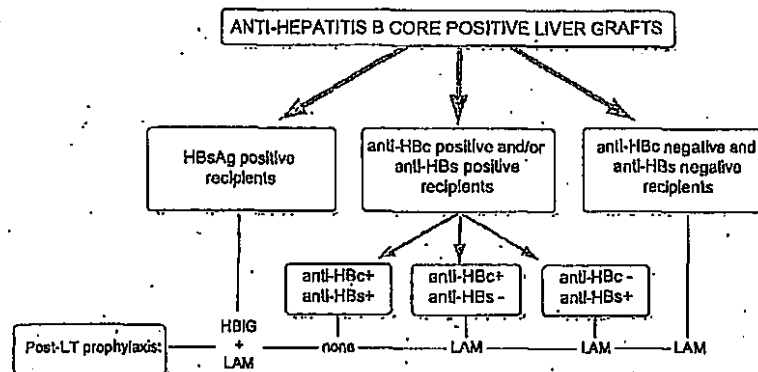 ANTI-HEPATITIS B CORE POSITIVE LIVER GRAFTS
HBsAg positive
recipients
anti-HBc positive and/or
anti-HBs positive
recipients
anti-HBc negative and
anti-HBs negative
recipients
anti-HBc+
anti-HBs+
anti-HBc+
anti-HBs-
anti-HBc-
anti-HBs+
Post-LT prophylaxis:
HBIG
+
LAM
none
LAM
LAM
LAM